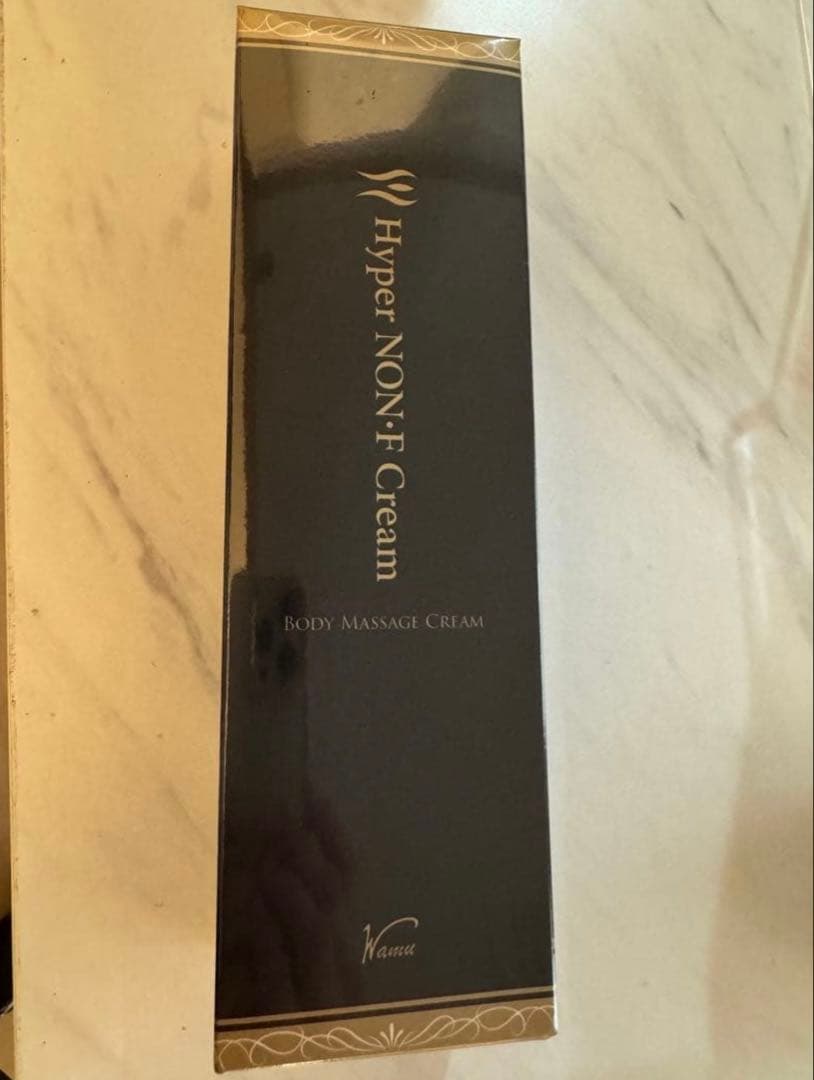 Hyper NON·F Cream
BODY MASSAGE CREAM
Wamu